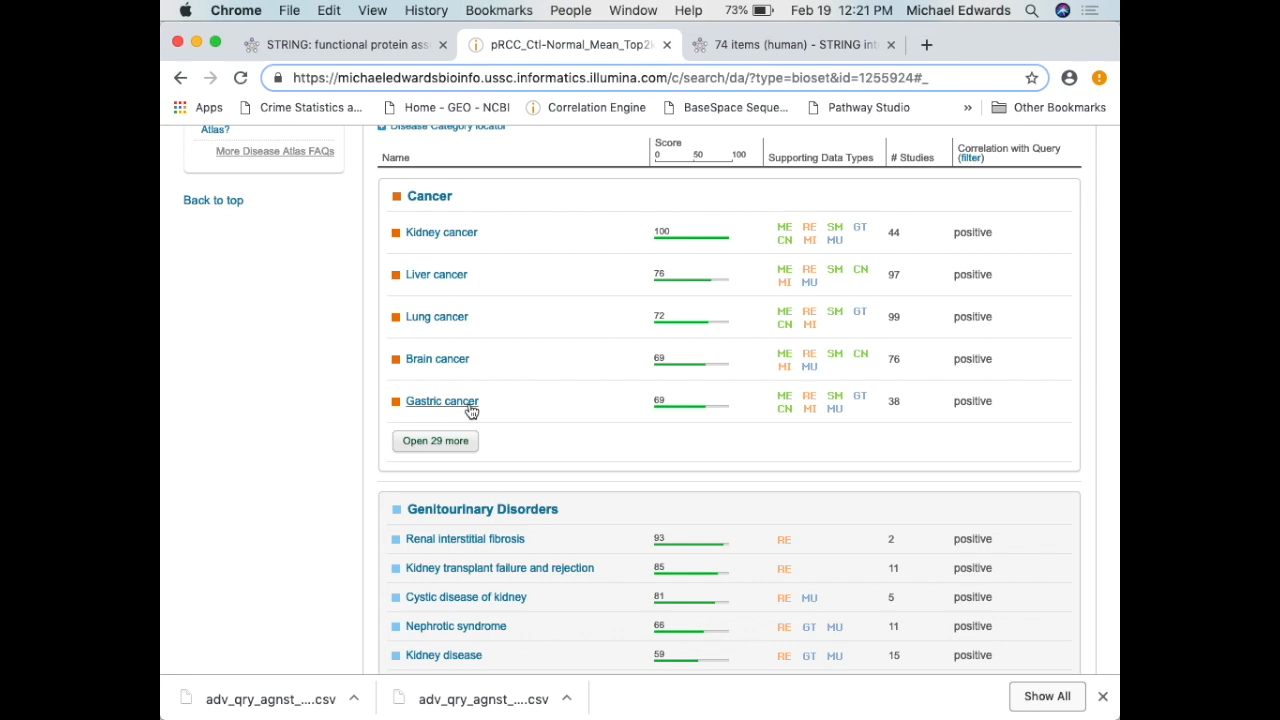 Chrome File Edit View History Bookmarks People Window Help 73% Feb 19 12:21 PM Michael Edwards
STRING: functional protein ass × pRCC_Ctl-Normal_Mean_Top2 × 74 items (human) - STRING int × +
https://michaeledwardsbioinfo.ussc.informatics.illumina.com/c/search/da/?type=bioset&id=1255924#_
Apps Crime Statistics a... Home - GEO - NCBI Correlation Engine BaseSpace Seque... Pathway Studio » Other Bookmarks
Atlas?
More Disease Atlas FAQs
Back to top
Disease Category locator
Name Score 0 50 100 Supporting Data Types # Studies Correlation with Query (filter)
Cancer
Kidney cancer 100 ME RE SM GT CN MI MU 44 positive
Liver cancer 76 ME RE SM CN MI MU 97 positive
Lung cancer 72 ME RE SM GT CN MI 99 positive
Brain cancer 69 ME RE SM CN MI MU 76 positive
Gastric cancer 69 ME RE SM GT CN MI MU 38 positive
Open 29 more
Genitourinary Disorders
Renal interstitial fibrosis 93 RE 2 positive
Kidney transplant failure and rejection 85 RE 11 positive
Cystic disease of kidney 81 RE MU 5 positive
Nephrotic syndrome 66 RE GT MU 11 positive
Kidney disease 59 RE GT MU 15 positive
adv_qry_agnst_....csv adv_qry_agnst_....csv Show All ×